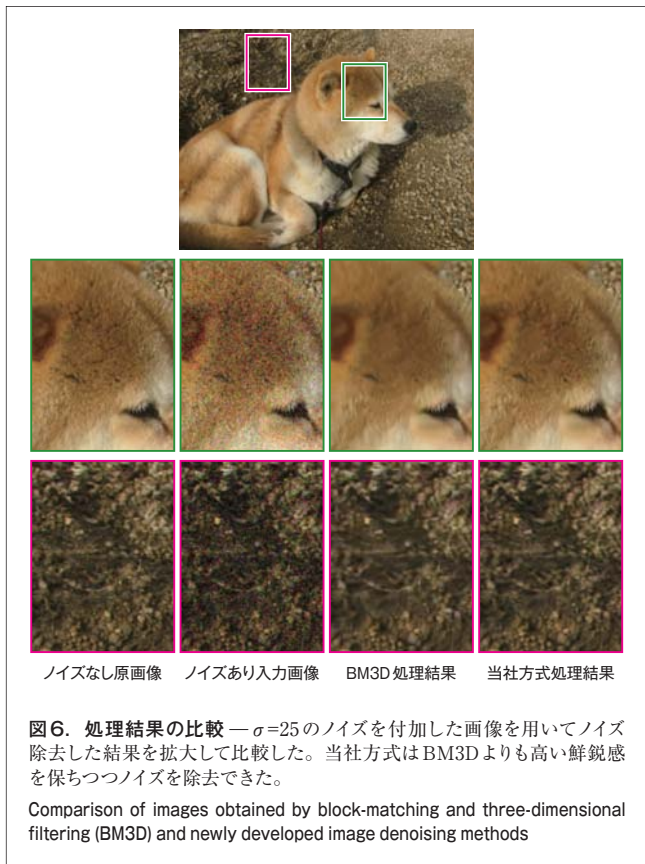 ノイズなし原画像 ノイズあり入力画像 BM3D処理結果 当社方式処理結果
図6. 処理結果の比較 — σ=25のノイズを付加した画像を用いてノイズ
除去した結果を拡大して比較した。当社方式はBM3Dよりも高い鮮鋭感
を保ちつつノイズを除去できた。
Comparison of images obtained by block-matching and three-dimensional
filtering (BM3D) and newly developed image denoising methods